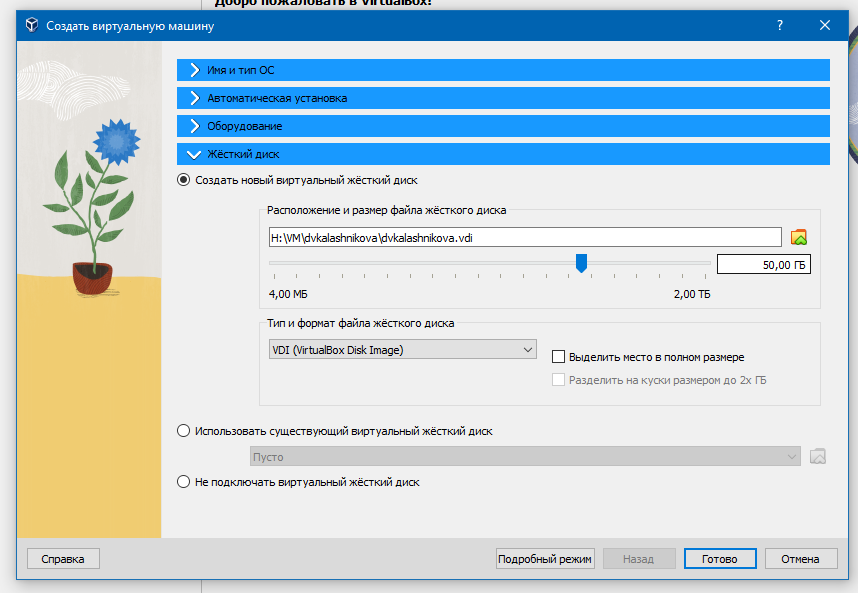 Добро пожаловать в VirtualBox!
Создать виртуальную машину
Имя и тип ОС
Автоматическая установка
Оборудование
Жёсткий диск
Создать новый виртуальный жёсткий диск
Расположение и размер файла жёсткого диска
H:\VM\dvkalashnikova\dvkalashnikova.vdi
50,00 ГБ
4,00 МБ 2,00 ТБ
Тип и формат файла жёсткого диска
VDI (VirtualBox Disk Image)
Выделить место в полном размере
Разделить на куски размером до 2х ГБ
Использовать существующий виртуальный жёсткий диск
Пусто
Не подключать виртуальный жёсткий диск
Справка Подробный режим Назад Готово Отмена